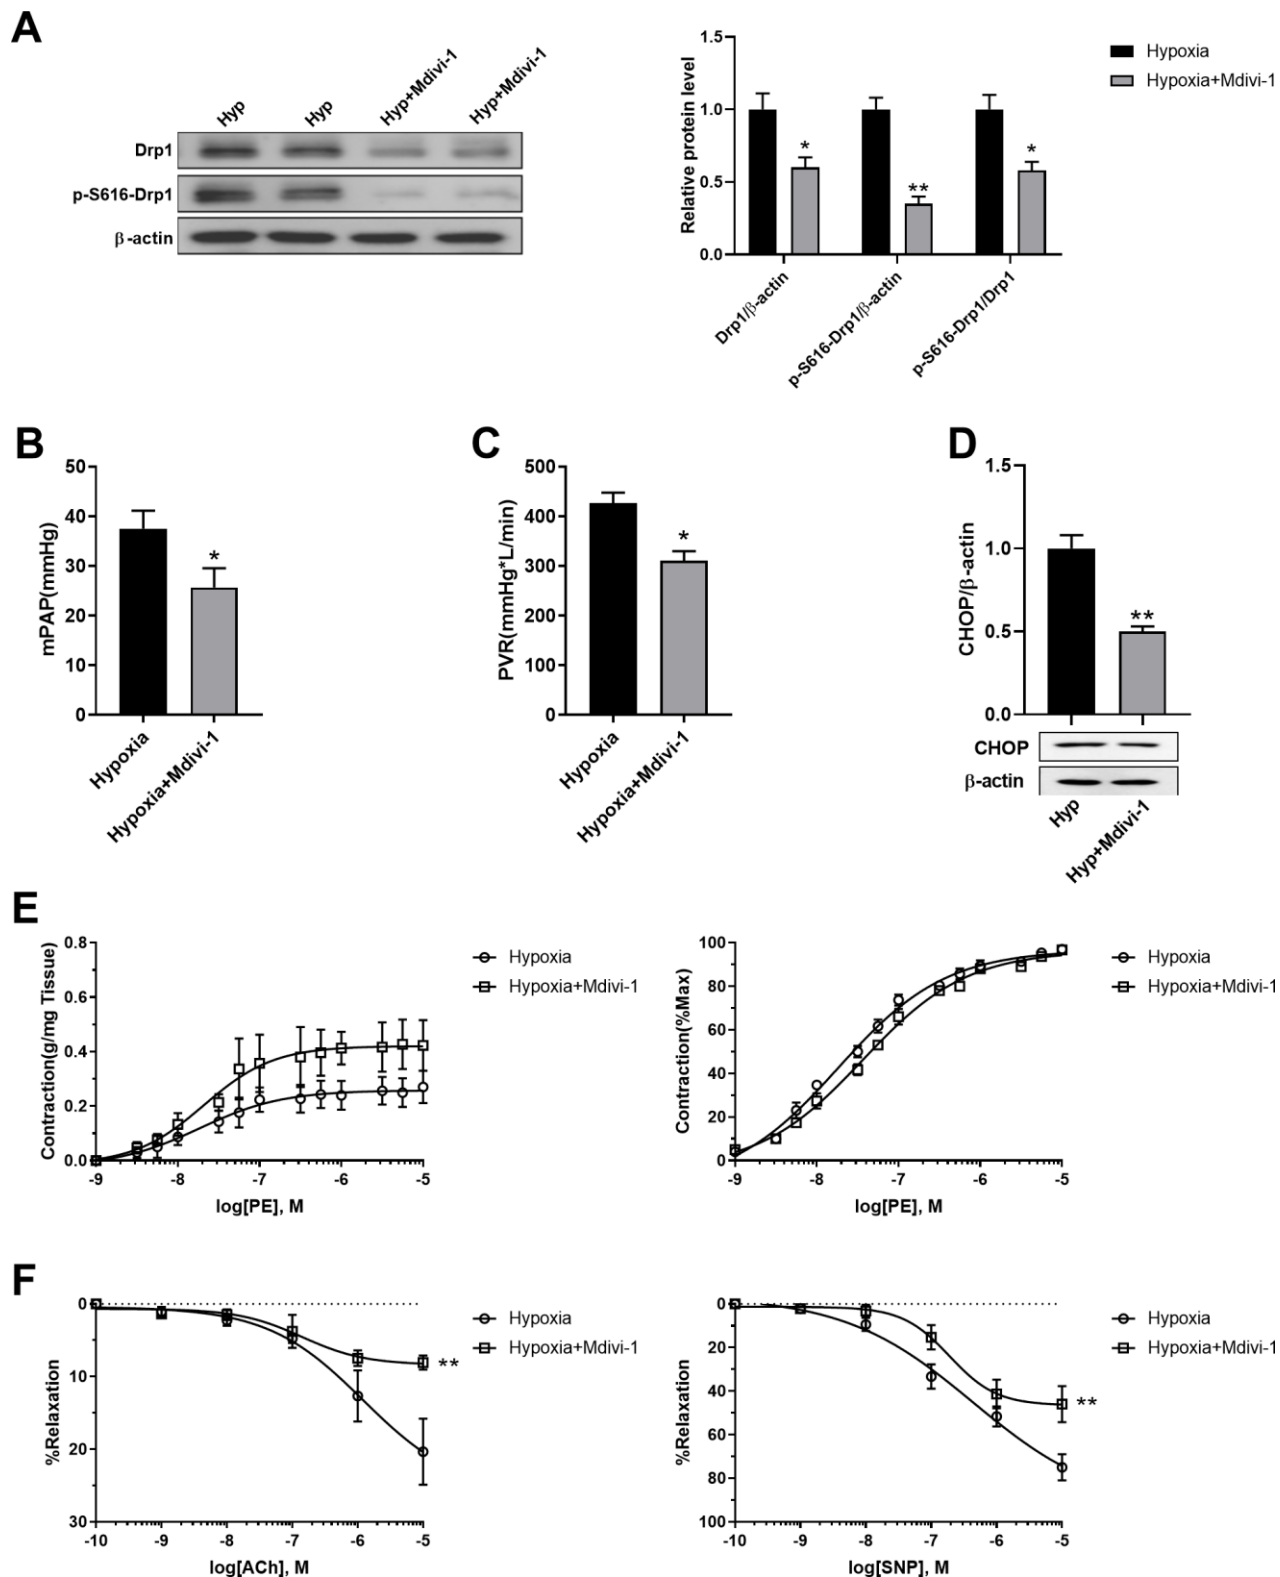 A
Hyp
Hyp
Hyp+Mdivi-1
Hyp+Mdivi-1
Drp1
p-S616-Drp1
β-actin
Relative protein level
1.5
1.0
0.5
0.0
*
**
*
Drp1/β-actin
p-S616-Drp1/β-actin
p-S616-Drp1/Drp1
Hypoxia
Hypoxia+Mdivi-1
B
mPAP(mmHg)
50
40
30
20
10
0
*
Hypoxia
Hypoxia+Mdivi-1
C
PVR(mmHg*L/min)
500
400
300
200
100
0
*
Hypoxia
Hypoxia+Mdivi-1
D
CHOP/β-actin
1.5
1.0
0.5
0.0
**
CHOP
β-actin
Hyp
Hyp+Mdivi-1
E
Contraction(g/mg Tissue)
0.8
0.6
0.4
0.2
0.0
-9 -8 -7 -6 -5
log[PE], M
Hypoxia
Hypoxia+Mdivi-1
Contraction(%Max)
100
80
60
40
20
0
-9 -8 -7 -6 -5
log[PE], M
Hypoxia
Hypoxia+Mdivi-1
F
%Relaxation
0
10
20
30
-10 -9 -8 -7 -6 -5
log[ACh], M
**
Hypoxia
Hypoxia+Mdivi-1
%Relaxation
0
20
40
60
80
100
-10 -9 -8 -7 -6 -5
log[SNP], M
**
Hypoxia
Hypoxia+Mdivi-1